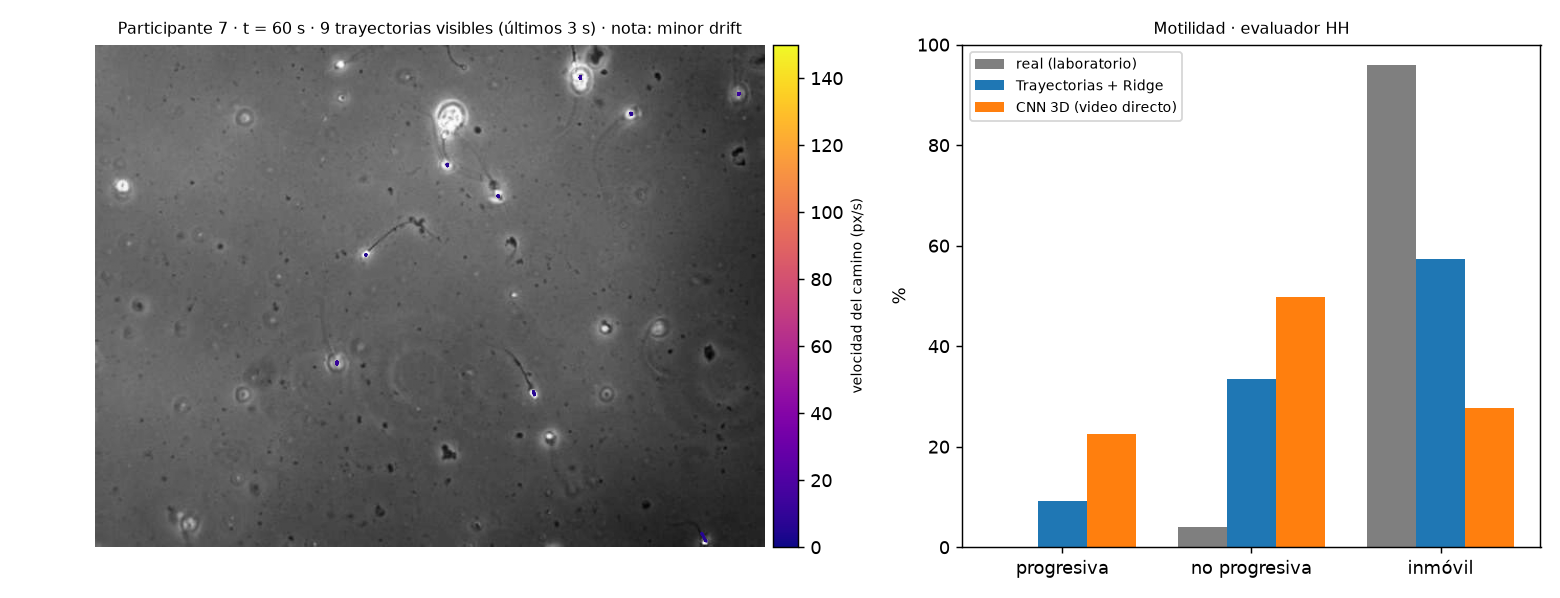 Participante 7 · t = 60 s · 9 trayectorias visibles (últimos 3 s) · nota: minor drift
140
120
100
80
60
40
20
0
velocidad del camino (px/s)
Motilidad · evaluador HH
real (laboratorio)
Trayectorias + Ridge
CNN 3D (video directo)
100
80
60
40
20
0
%
progresiva
no progresiva
inmóvil